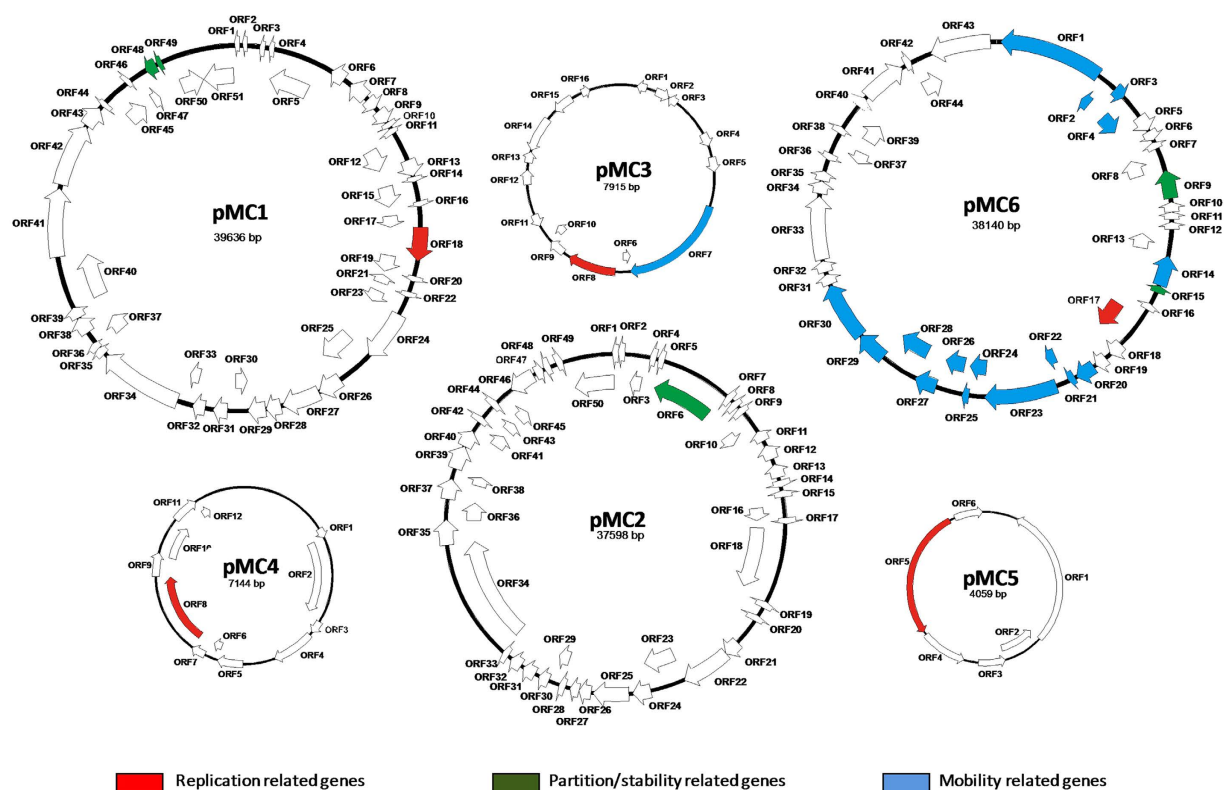 pMC1
39636 bp
ORF1
ORF2
ORF3
ORF4
ORF5
ORF6
ORF7
ORF8
ORF9
ORF10
ORF11
ORF12
ORF13
ORF14
ORF15
ORF16
ORF17
ORF18
ORF19
ORF20
ORF21
ORF22
ORF23
ORF24
ORF25
ORF26
ORF27
ORF28
ORF29
ORF30
ORF31
ORF32
ORF33
ORF34
ORF35
ORF36
ORF37
ORF38
ORF39
ORF40
ORF41
ORF42
ORF43
ORF44
ORF45
ORF46
ORF47
ORF48
ORF49
ORF50
ORF51
pMC3
7915 bp
ORF1
ORF2
ORF3
ORF4
ORF5
ORF6
ORF7
ORF8
ORF9
ORF10
ORF11
ORF12
ORF13
ORF14
ORF15
ORF16
pMC6
38140 bp
ORF1
ORF2
ORF3
ORF4
ORF5
ORF6
ORF7
ORF8
ORF9
ORF10
ORF11
ORF12
ORF13
ORF14
ORF15
ORF16
ORF17
ORF18
ORF19
ORF20
ORF21
ORF22
ORF23
ORF24
ORF25
ORF26
ORF27
ORF28
ORF29
ORF30
ORF31
ORF32
ORF33
ORF34
ORF35
ORF36
ORF37
ORF38
ORF39
ORF40
ORF41
ORF42
ORF43
ORF44
pMC4
7144 bp
ORF1
ORF2
ORF3
ORF4
ORF5
ORF6
ORF7
ORF8
ORF9
ORF11
ORF12
pMC2
37598 bp
ORF1
ORF2
ORF3
ORF4
ORF5
ORF6
ORF7
ORF8
ORF9
ORF10
ORF11
ORF12
ORF13
ORF14
ORF15
ORF16
ORF17
ORF18
ORF19
ORF20
ORF21
ORF22
ORF23
ORF24
ORF25
ORF26
ORF27
ORF28
ORF29
ORF30
ORF31
ORF32
ORF33
ORF34
ORF35
ORF36
ORF37
ORF38
ORF39
ORF40
ORF41
ORF42
ORF43
ORF44
ORF45
ORF46
ORF47
ORF48
ORF49
ORF50
pMC5
4059 bp
ORF1
ORF2
ORF3
ORF4
ORF5
ORF6
Replication related genes
Partition/stability related genes
Mobility related genes